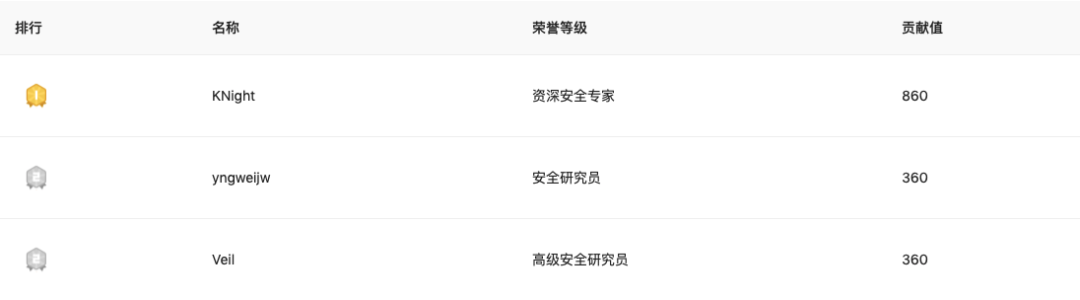 排行 名称 荣誉等级 贡献值
1 KNight 资深安全专家 860
2 yngweijw 安全研究员 360
2 Veil 高级安全研究员 360